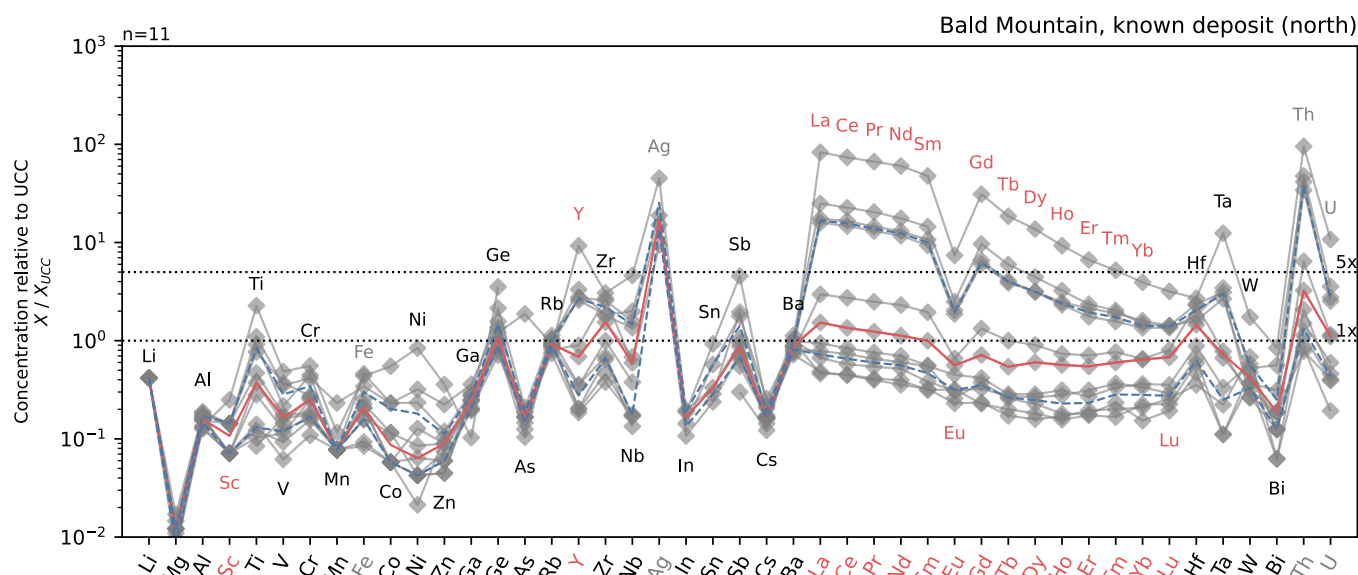 Bald Mountain, known deposit (north)
n=11
10³
10²
10¹
10⁰
10⁻¹
10⁻²
Concentration relative to UCC
X / X_UCC
5x
1x
Li
Al
Sc
Ti
V
Cr
Mn
Fe
Co
Ni
Zn
Ga
Ge
As
Rb
Y
Zr
Nb
Ag
In
Sn
Sb
Cs
Ba
La Ce Pr Nd Sm
Eu
Gd
Tb
Dy
Ho
Er
Tm
Yb
Lu
Hf
Ta
W
Bi
Th
U
Li Mg Al Sc Ti V Cr Mn Fe Co Ni Zn Ga Ge As Rb Y Zr Nb Ag In Sn Sb Cs Ba La Ce Pr Nd Sm Eu Gd Tb Dy Ho Er Tm Yb Lu Hf Ta W Bi Th U